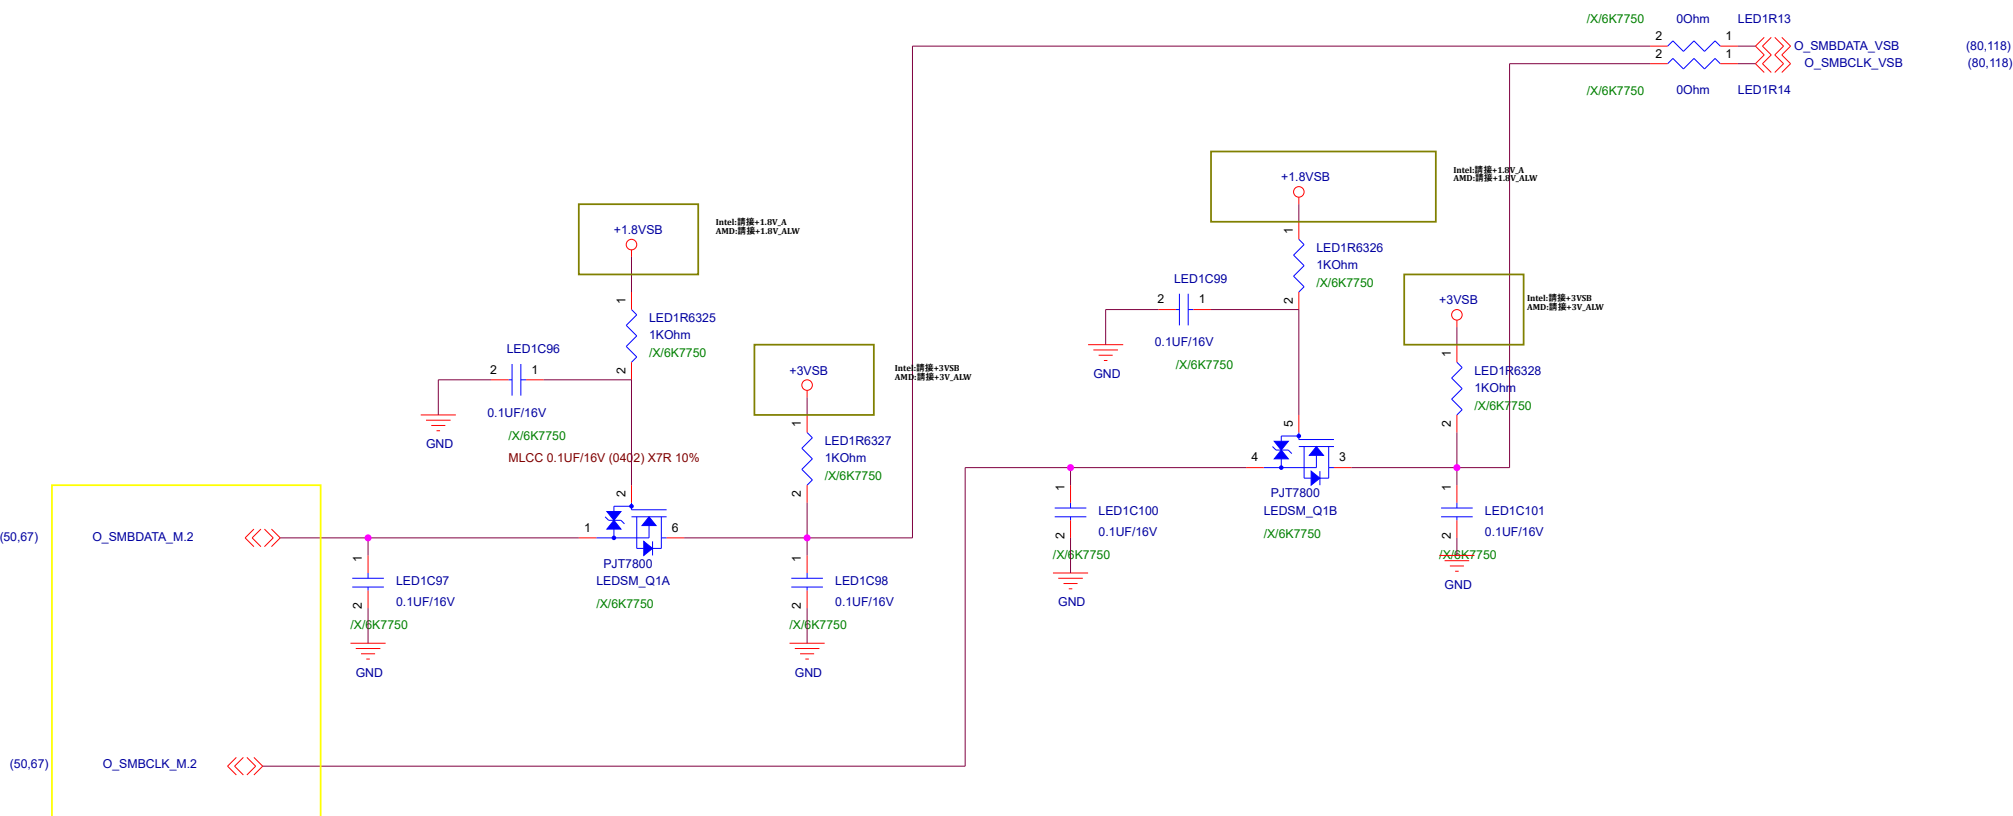 /X/6K7750 0Ohm LED1R13
2 1 O_SMBDATA_VSB (80,118)
2 1 O_SMBCLK_VSB (80,118)
/X/6K7750 0Ohm LED1R14
+1.8VSB
Intel:請接+1.8V_A
AMD:請接+1.8V_ALW
1
LED1R6326
1KOhm
/X/6K7750
2
LED1C99
2 1
0.1UF/16V
/X/6K7750
GND
+3VSB
Intel:請接+3VSB
AMD:請接+3V_ALW
1
LED1R6328
1KOhm
/X/6K7750
2
5
4 3
PJT7800
LEDSM_Q1B
/X/6K7750
1
LED1C100
0.1UF/16V
2
/X/6K7750
GND
1
LED1C101
0.1UF/16V
2
/X/6K7750
GND
+1.8VSB
Intel:請接+1.8V_A
AMD:請接+1.8V_ALW
1
LED1R6325
1KOhm
/X/6K7750
2
LED1C96
2 1
0.1UF/16V
/X/6K7750
MLCC 0.1UF/16V (0402) X7R 10%
GND
+3VSB
Intel:請接+3VSB
AMD:請接+3V_ALW
1
LED1R6327
1KOhm
/X/6K7750
2
2
1 6
PJT7800
LEDSM_Q1A
/X/6K7750
(50,67) O_SMBDATA_M.2
1
LED1C97
0.1UF/16V
2
/X/6K7750
GND
1
LED1C98
0.1UF/16V
2
/X/6K7750
GND
(50,67) O_SMBCLK_M.2